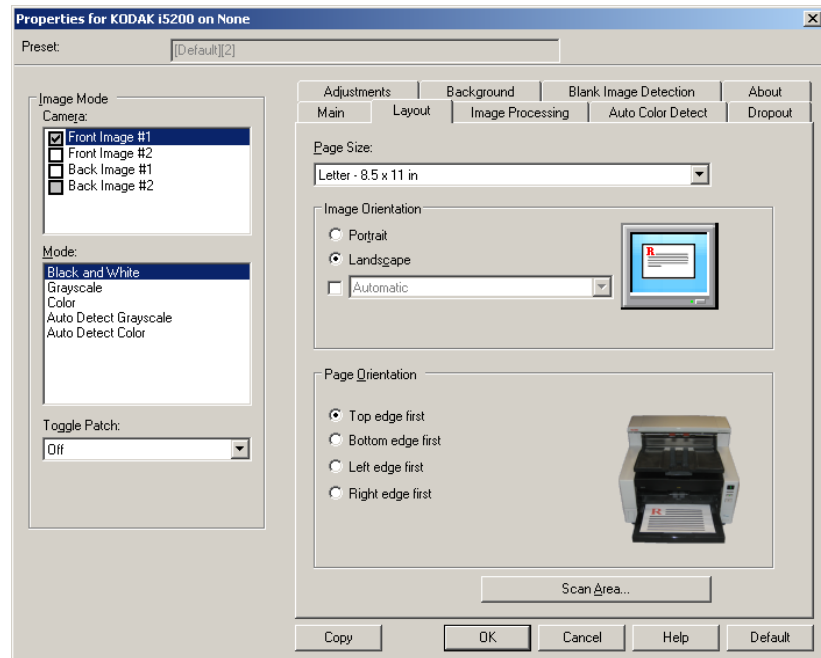 Properties for KODAK i5200 on None
Preset:
[Default][2]
Image Mode
Camera:
Front Image #1
Front Image #2
Back Image #1
Back Image #2
Mode:
Black and White
Grayscale
Color
Auto Detect Grayscale
Auto Detect Color
Toggle Patch:
Off
Adjustments
Background
Blank Image Detection
About
Main
Layout
Image Processing
Auto Color Detect
Dropout
Page Size:
Letter - 8.5 x 11 in
Image Orientation
Portrait
Landscape
Automatic
R
Page Orientation
Top edge first
Bottom edge first
Left edge first
Right edge first
R
Scan Area...
Copy
OK
Cancel
Help
Default